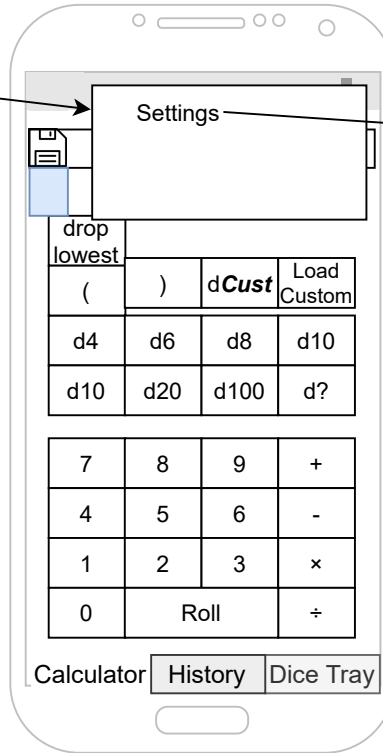 Settings
drop
lowest
( ) dCust Load
Custom
d4 d6 d8 d10
d10 d20 d100 d?
7 8 9 +
4 5 6 -
1 2 3 ×
0 Roll ÷
Calculator History Dice Tray